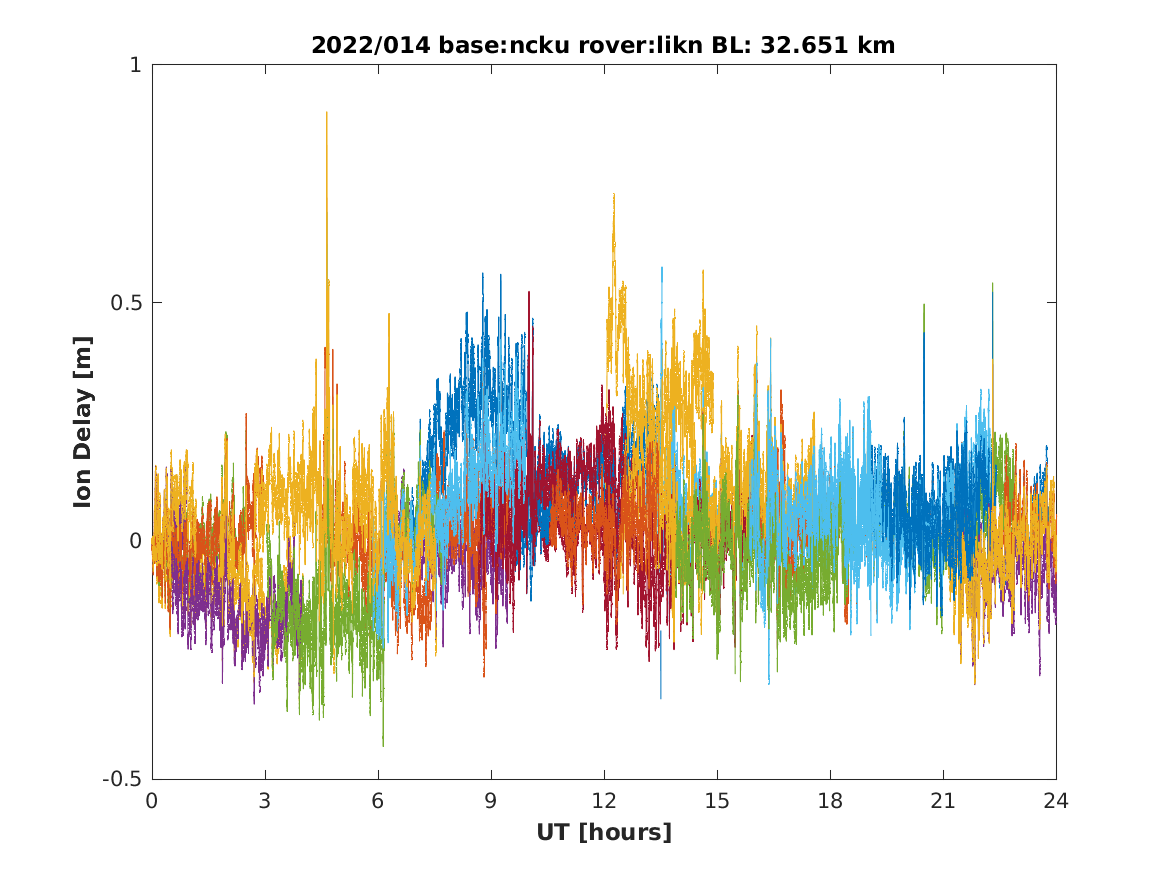 2022/014 base:ncku rover:likn BL: 32.651 km
1
0.5
0
-0.5
Ion Delay [m]
0 3 6 9 12 15 18 21 24
UT [hours]